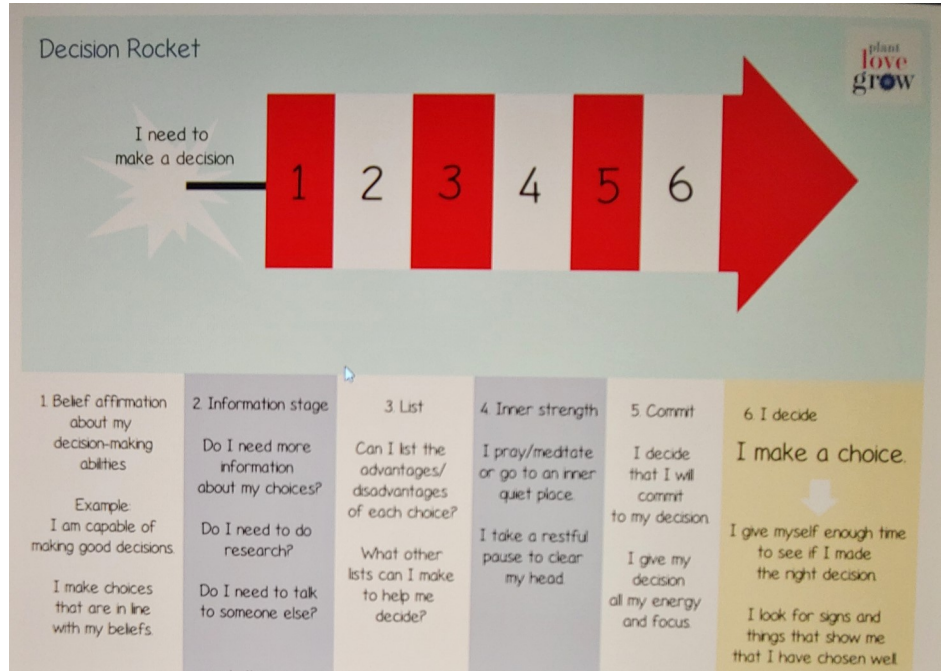 Decision Rocket
plant
love
grow
I need to
make a decision
1
2
3
4
5
6
1. Belief affirmation
about my
decision-making
abilities
Example:
I am capable of
making good decisions.
I make choices
that are in line
with my beliefs.
2. Information stage
Do I need more
information
about my choices?
Do I need to do
research?
Do I need to talk
to someone else?
3. List
Can I list the
advantages/
disadvantages
of each choice?
What other
lists can I make
to help me
decide?
4. Inner strength
I pray/meditate
or go to an inner
quiet place.
I take a restful
pause to clear
my head.
5. Commit
I decide
that I will
commit
to my decision.
I give my
decision
all my energy
and focus.
6. I decide
I make a choice.
I give myself enough time
to see if I made
the right decision.
I look for signs and
things that show me
that I have chosen well.